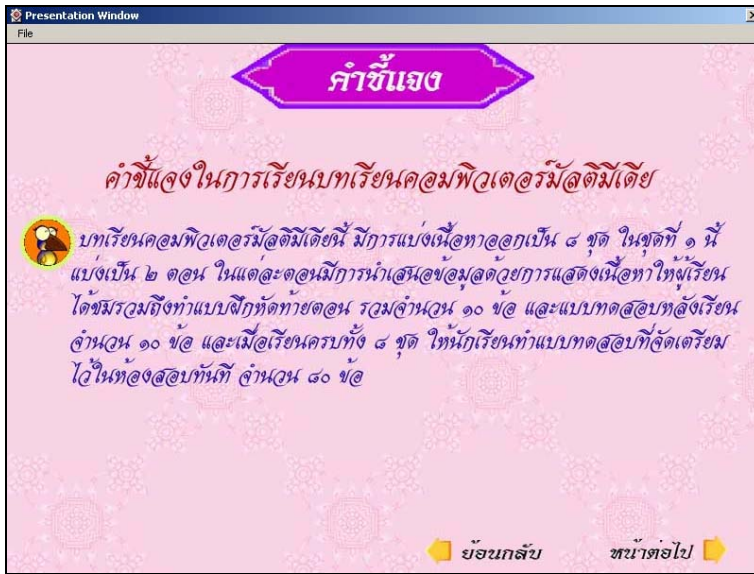 Presentation Window
File
คำชี้แจง
คำชี้แจงในการเรียนบทเรียนคอมพิวเตอร์มัลติมีเดีย
บทเรียนคอมพิวเตอร์มัลติมีเดียนี้ มีการแบ่งเนื้อหาออกเป็น ๘ ชุด ในชุดที่ ๑ นี้
แบ่งเป็น ๒ ตอน ในแต่ละตอนมีการนำเสนอข้อมูลด้วยการแสดงเนื้อหาให้ผู้เรียน
ได้ชมรวมถึงทำแบบฝึกหัดท้ายตอน รวมจำนวน ๑๐ ข้อ และแบบทดสอบหลังเรียน
จำนวน ๑๐ ข้อ และเมื่อเรียนครบทั้ง ๘ ชุด ให้นักเรียนทำแบบทดสอบที่จัดเตรียม
ไว้ในห้องสอบทันที จำนวน ๘๐ ข้อ
ย้อนกลับ หน้าต่อไป